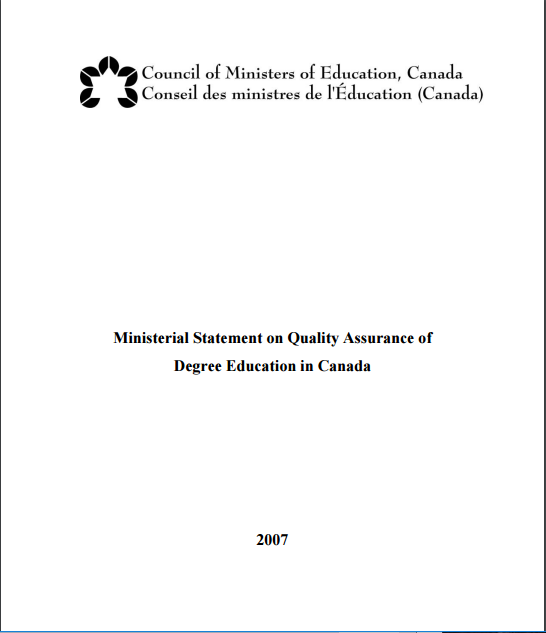 Council of Ministers of Education, Canada
Conseil des ministres de l'Éducation (Canada)
Ministerial Statement on Quality Assurance of
Degree Education in Canada
2007